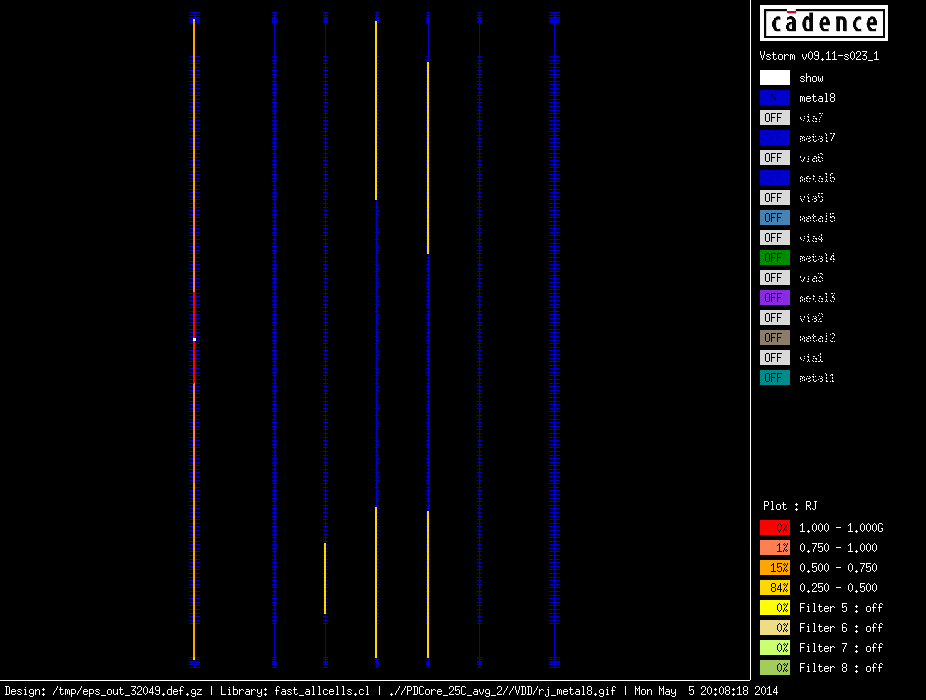 cādence
Vstorm v09.11-s023_1
show
metal8
OFF via7
metal7
OFF via6
metal6
OFF via5
OFF metal5
OFF via4
OFF metal4
OFF via3
OFF metal3
OFF via2
OFF metal2
OFF via1
OFF metal1
Plot : RJ
0% 1.000 - 1.000G
1% 0.750 - 1.000
15% 0.500 - 0.750
84% 0.250 - 0.500
0% Filter 5 : off
0% Filter 6 : off
0% Filter 7 : off
0% Filter 8 : off
Design: /tmp/eps_out_32049.def.gz | Library: fast_allcells.cl | .//PDCore_25C_avg_2//VDD/rj_metal8.gif | Mon May  5 20:08:18 2014